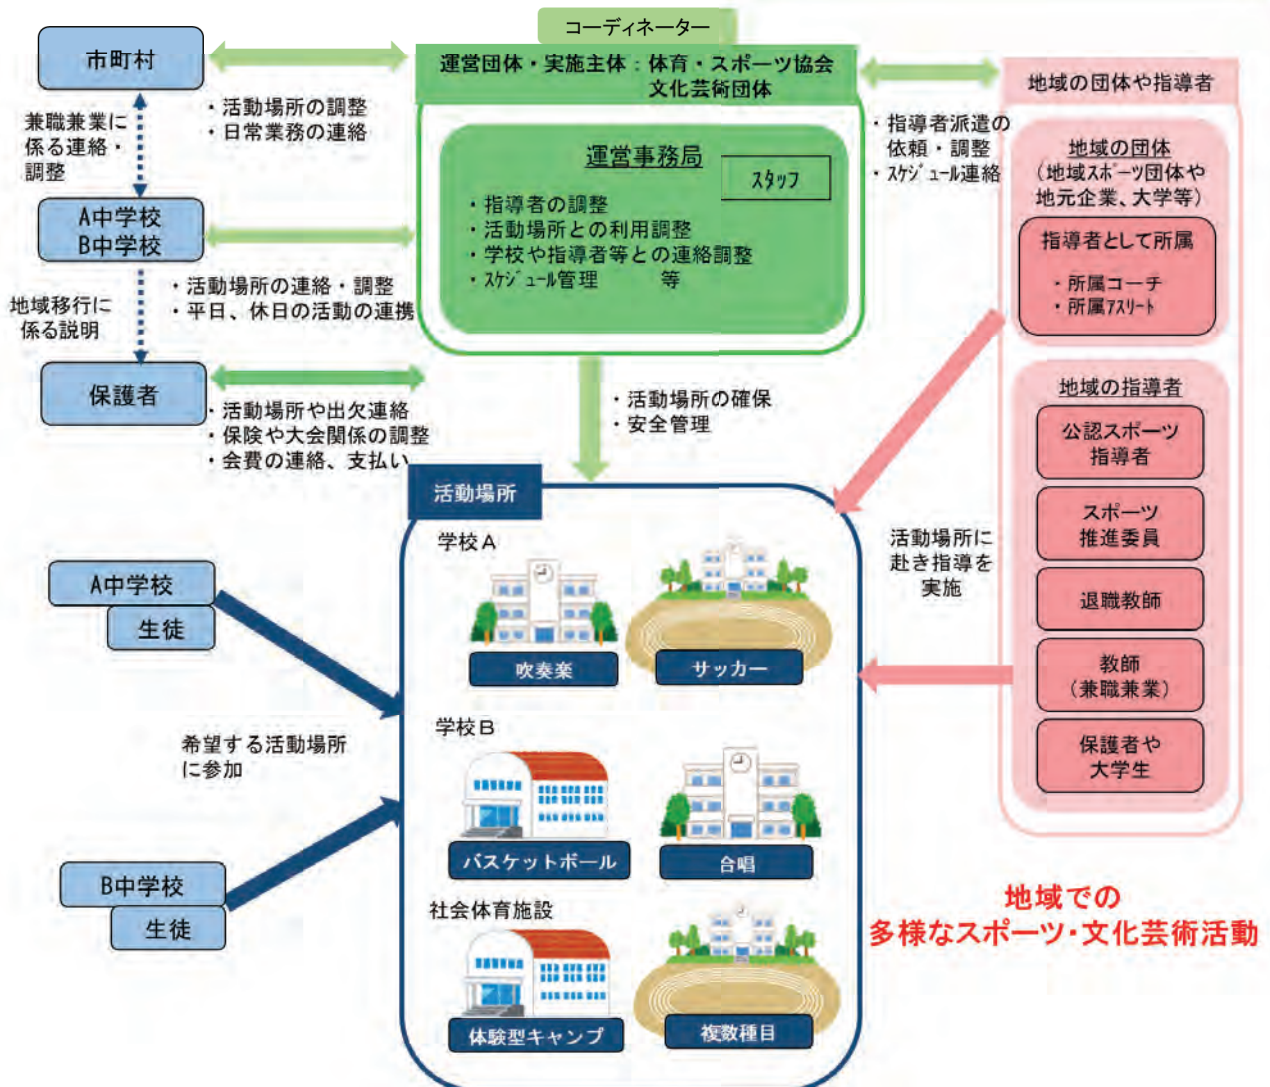 コーディネーター
市町村
運営団体・実施主体：体育・スポーツ協会
文化芸術団体
地域の団体や指導者
・活動場所の調整
・日常業務の連絡
兼職兼業に
係る連絡・
調整
・指導者派遣の
依頼・調整
・ｽｹｼﾞｭｰﾙ連絡
運営事務局
ｽﾀｯﾌ
・指導者の調整
・活動場所との利用調整
・学校や指導者等との連絡調整
・ｽｹｼﾞｭｰﾙ管理　　等
地域の団体
（地域ｽﾎﾟｰﾂ団体や
地元企業、大学等）
指導者として所属
・所属コーチ
・所属ｱｽﾘｰﾄ
A中学校
B中学校
・活動場所の連絡・調整
・平日、休日の活動の連携
地域移行に
係る説明
保護者
・活動場所や出欠連絡
・保険や大会関係の調整
・会費の連絡、支払い
・活動場所の確保
・安全管理
地域の指導者
公認スポーツ
指導者
スポーツ
推進委員
退職教師
教師
（兼職兼業）
保護者や
大学生
活動場所に
赴き指導を
実施
活動場所
学校Ａ
吹奏楽
サッカー
A中学校
生徒
希望する活動場所
に参加
学校Ｂ
バスケットボール
合唱
B中学校
生徒
社会体育施設
体験型キャンプ
複数種目
地域での
多様なスポーツ・文化芸術活動